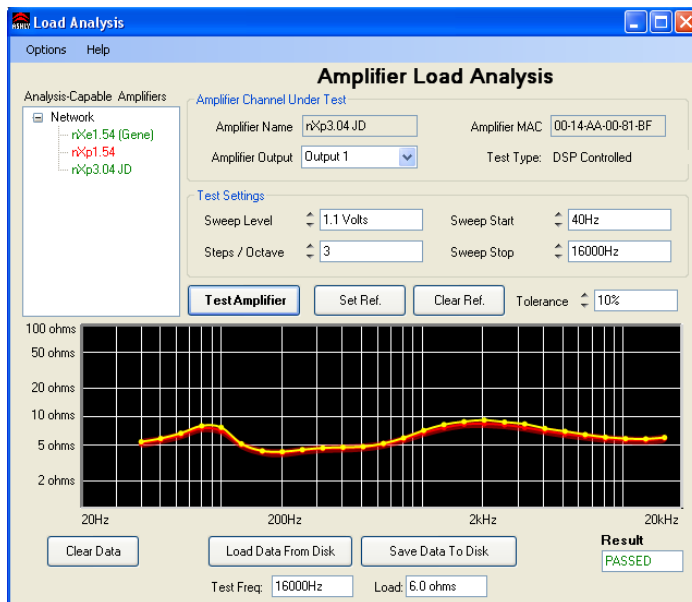 ASHLY Load Analysis
Options Help
Amplifier Load Analysis
Analysis-Capable Amplifiers
Network
nXe1.54 (Gene)
nXp1.54
nXp3.04 JD
Amplifier Channel Under Test
Amplifier Name nXp3.04 JD Amplifier MAC 00-14-AA-00-81-BF
Amplifier Output Output 1 Test Type: DSP Controlled
Test Settings
Sweep Level 1.1 Volts Sweep Start 40Hz
Steps / Octave 3 Sweep Stop 16000Hz
Test Amplifier Set Ref. Clear Ref. Tolerance 10%
100 ohms
50 ohms
20 ohms
10 ohms
5 ohms
2 ohms
20Hz 200Hz 2kHz 20kHz
Clear Data Load Data From Disk Save Data To Disk
Result
PASSED
Test Freq: 16000Hz Load: 6.0 ohms